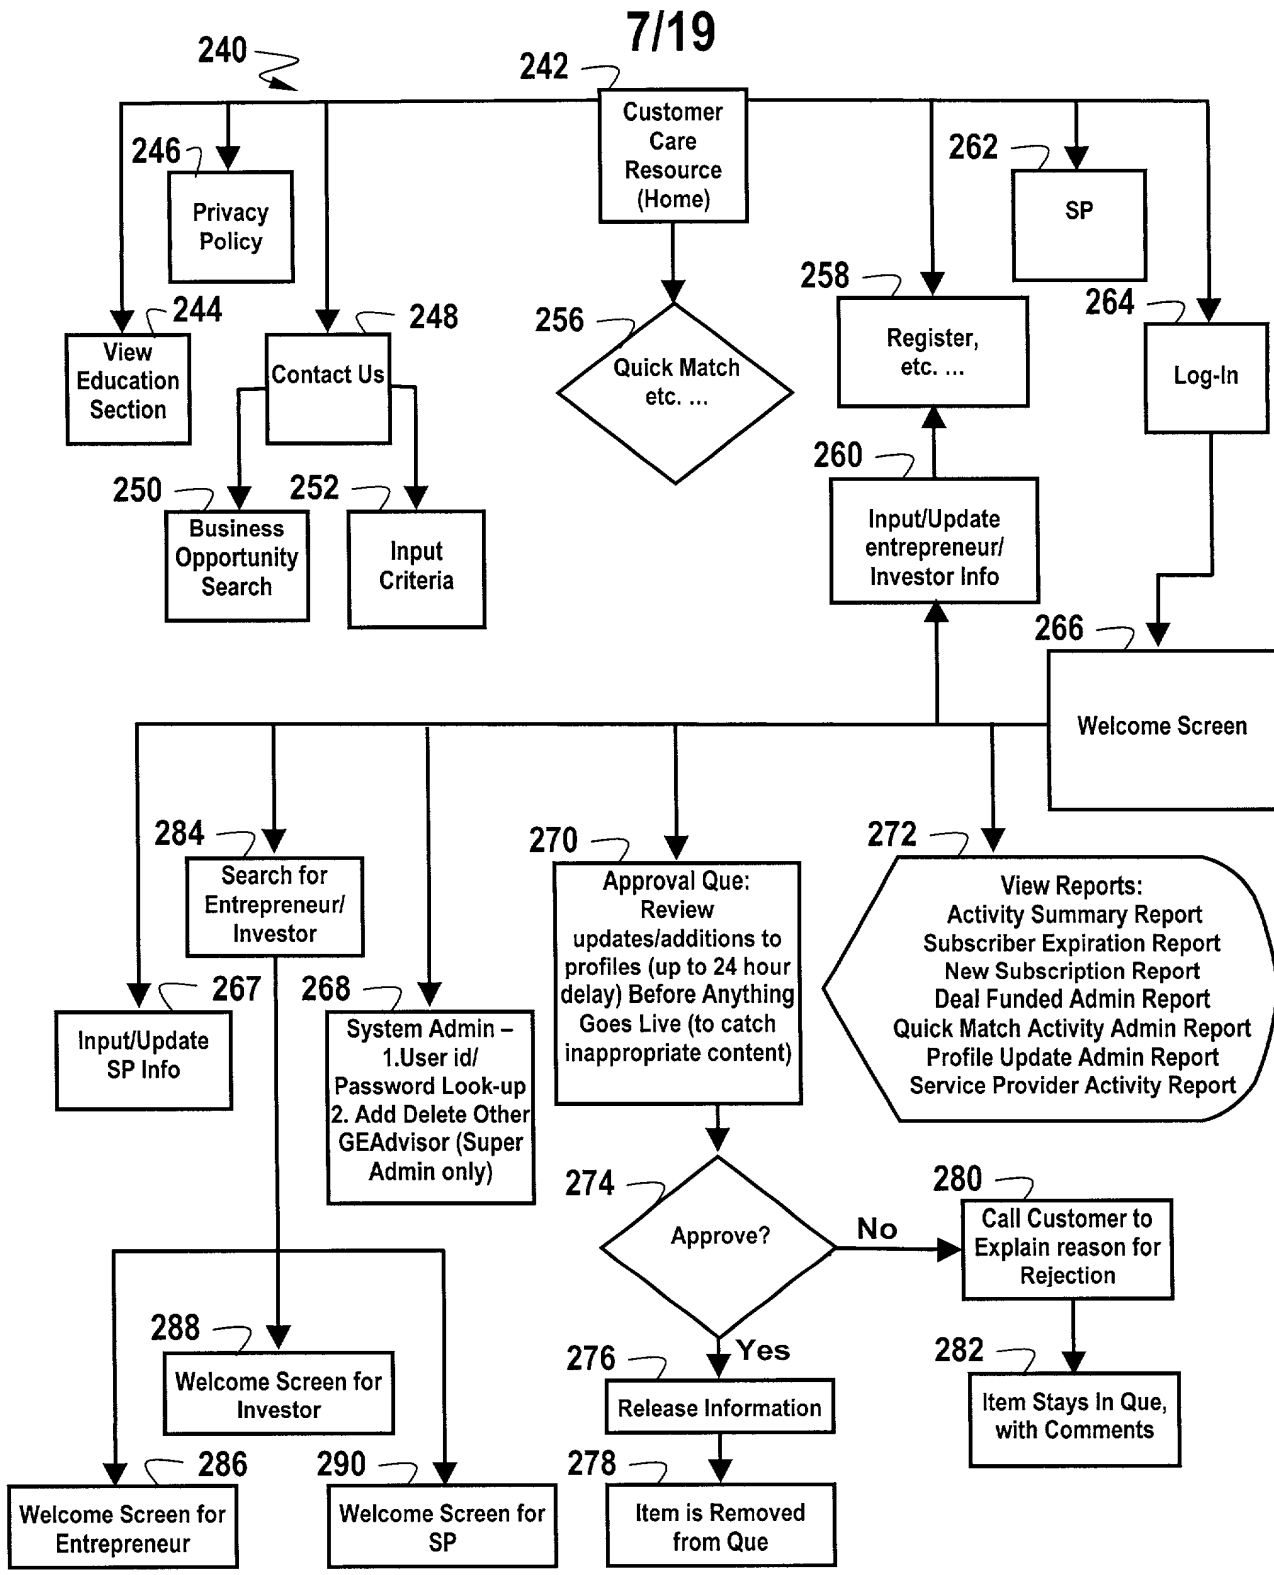 7/19
240
242
Customer
Care
Resource
(Home)
246
Privacy
Policy
262
SP
244
View
Education
Section
248
Contact Us
256
Quick Match
etc. ...
258
Register,
etc. ...
264
Log-In
250
Business
Opportunity
Search
252
Input
Criteria
260
Input/Update
entrepreneur/
Investor Info
266
Welcome Screen
284
Search for
Entrepreneur/
Investor
270
Approval Que:
Review
updates/additions to
profiles (up to 24 hour
delay) Before Anything
Goes Live (to catch
inappropriate content)
272
View Reports:
Activity Summary Report
Subscriber Expiration Report
New Subscription Report
Deal Funded Admin Report
Quick Match Activity Admin Report
Profile Update Admin Report
Service Provider Activity Report
267
Input/Update
SP Info
268
System Admin –
1.User id/
Password Look-up
2. Add Delete Other
GEAdvisor (Super
Admin only)
274
Approve?
No
Yes
280
Call Customer to
Explain reason for
Rejection
288
Welcome Screen for
Investor
276
Release Information
282
Item Stays In Que,
with Comments
286
Welcome Screen for
Entrepreneur
290
Welcome Screen for
SP
278
Item is Removed
from Que